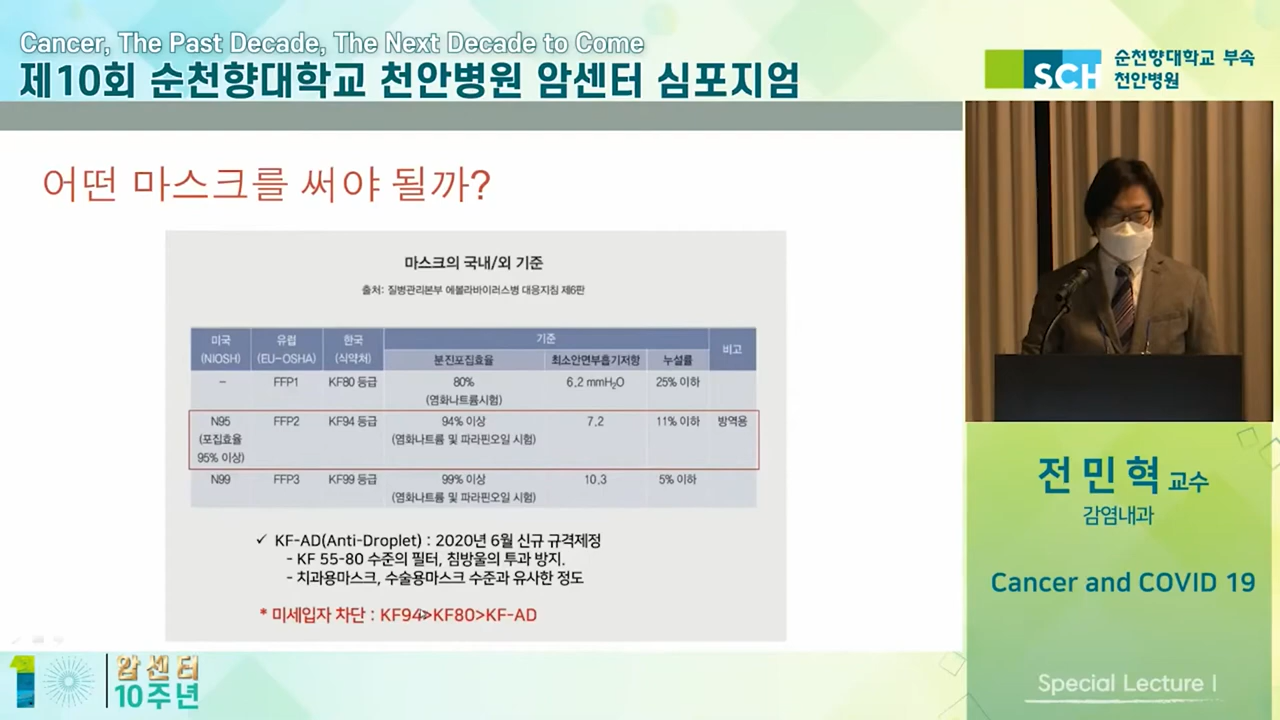 Cancer, The Past Decade, The Next Decade to Come
제10회 순천향대학교 천안병원 암센터 심포지엄
SCH
순천향대학교 부속
천안병원
어떤 마스크를 써야 될까?
마스크의 국내/외 기준
출처: 질병관리본부 에볼라바이러스병 대응지침 제6판
미국 (NIOSH) 유럽 (EU-OSHA) 한국 (식약처) 기준 비고
분진포집효율 최소안면부흡기저항 누설률
– FFP1 KF80 등급 80% (염화나트륨시험) 6.2 mmH₂O 25% 이하
N95 (포집효율 95% 이상) FFP2 KF94 등급 94% 이상 (염화나트륨 및 파라핀오일 시험) 7.2 11% 이하 방역용
N99 FFP3 KF99 등급 99% 이상 (염화나트륨 및 파라핀오일 시험) 10.3 5% 이하
✓ KF-AD(Anti-Droplet) : 2020년 6월 신규 규격제정
- KF 55-80 수준의 필터, 침방울의 투과 방지.
- 치과용마스크, 수술용마스크 수준과 유사한 정도
* 미세입자 차단 : KF94>KF80>KF-AD
전 민 혁 교수
감염내과
Cancer and COVID 19
Special Lecture I
10
암센터
10주년